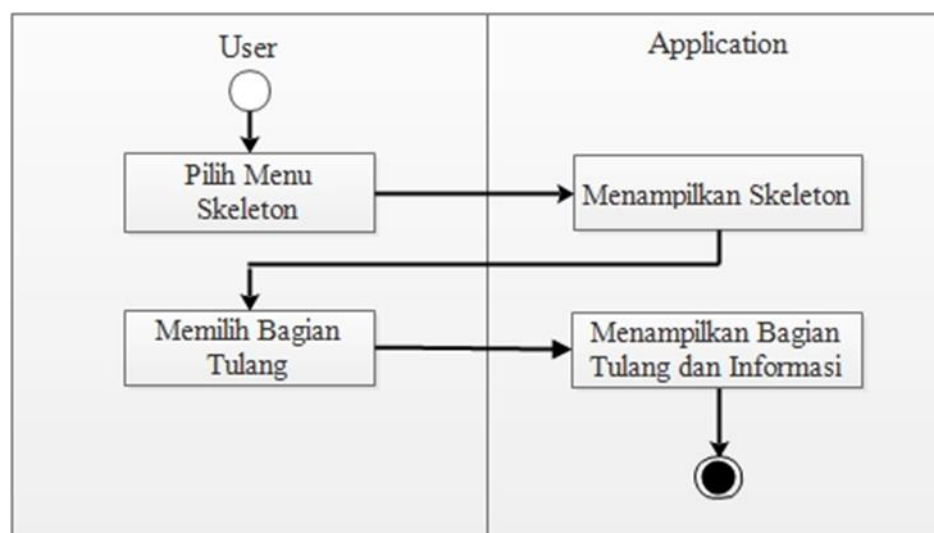 User
Application
Pilih Menu
Skeleton
Menampilkan Skeleton
Memilih Bagian
Tulang
Menampilkan Bagian
Tulang dan Informasi